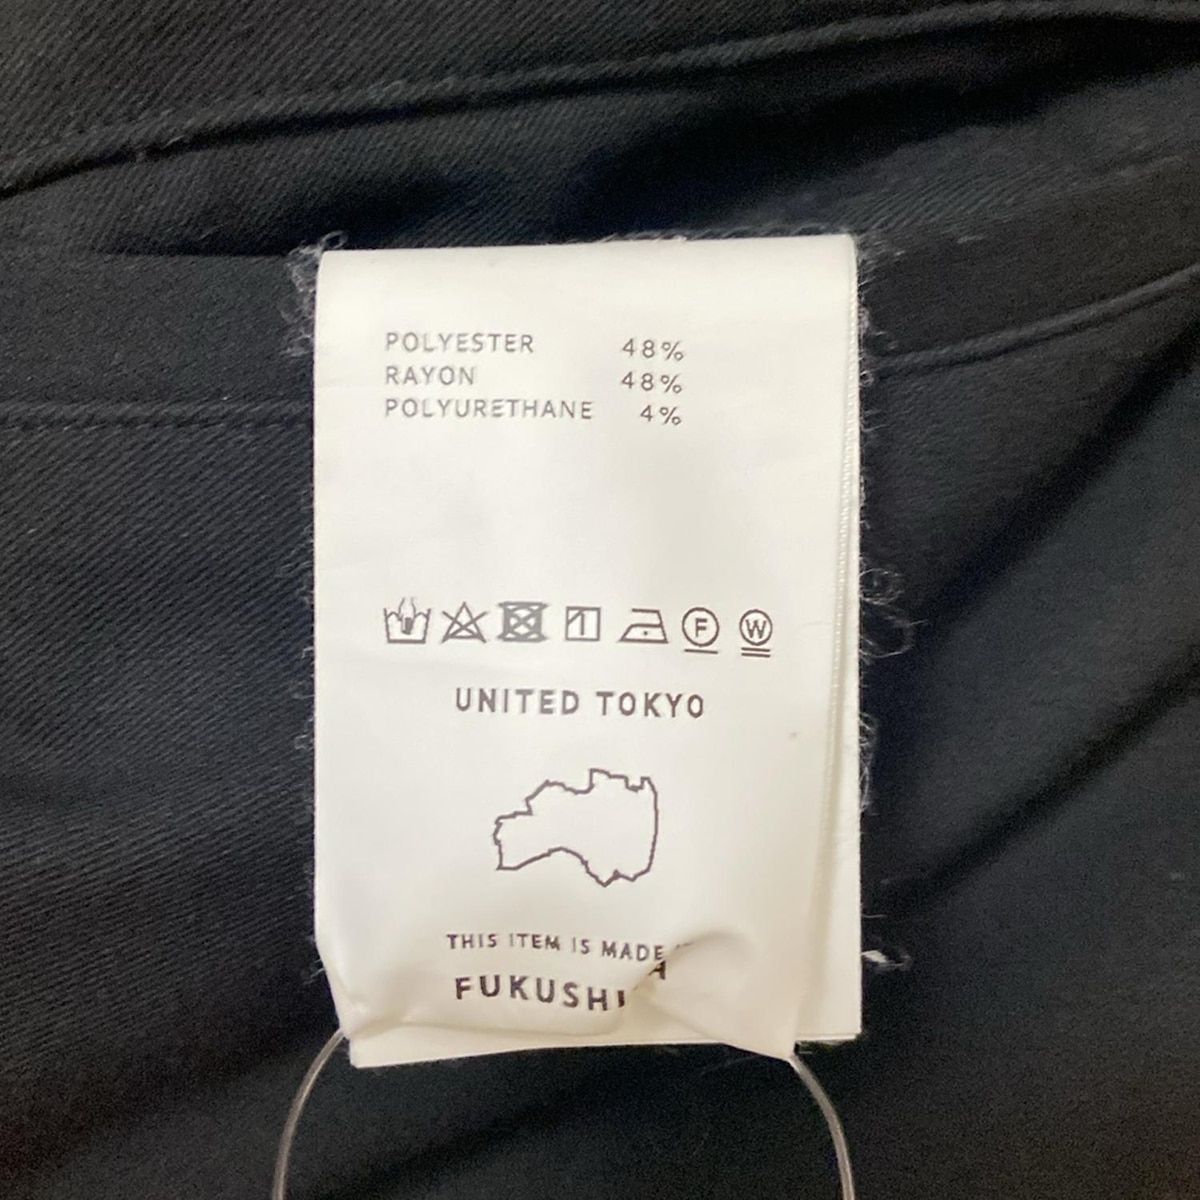 POLYESTER 48%
RAYON 48%
POLYURETHANE 4%
F W
UNITED TOKYO
THIS ITEM IS MADE